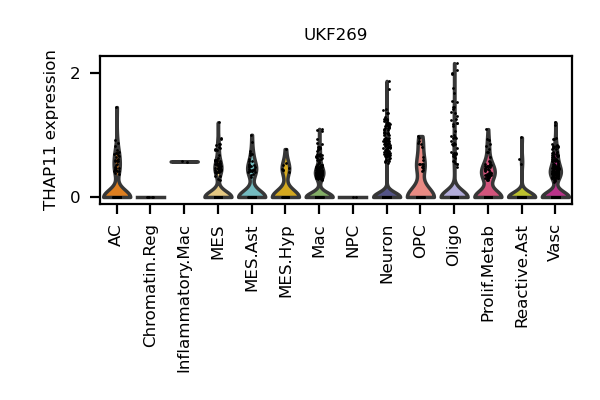 UKF269
THAP11 expression
2
0
AC
Chromatin.Reg
Inflammatory.Mac
MES
MES.Ast
MES.Hyp
Mac
NPC
Neuron
OPC
Oligo
Prolif.Metab
Reactive.Ast
Vasc